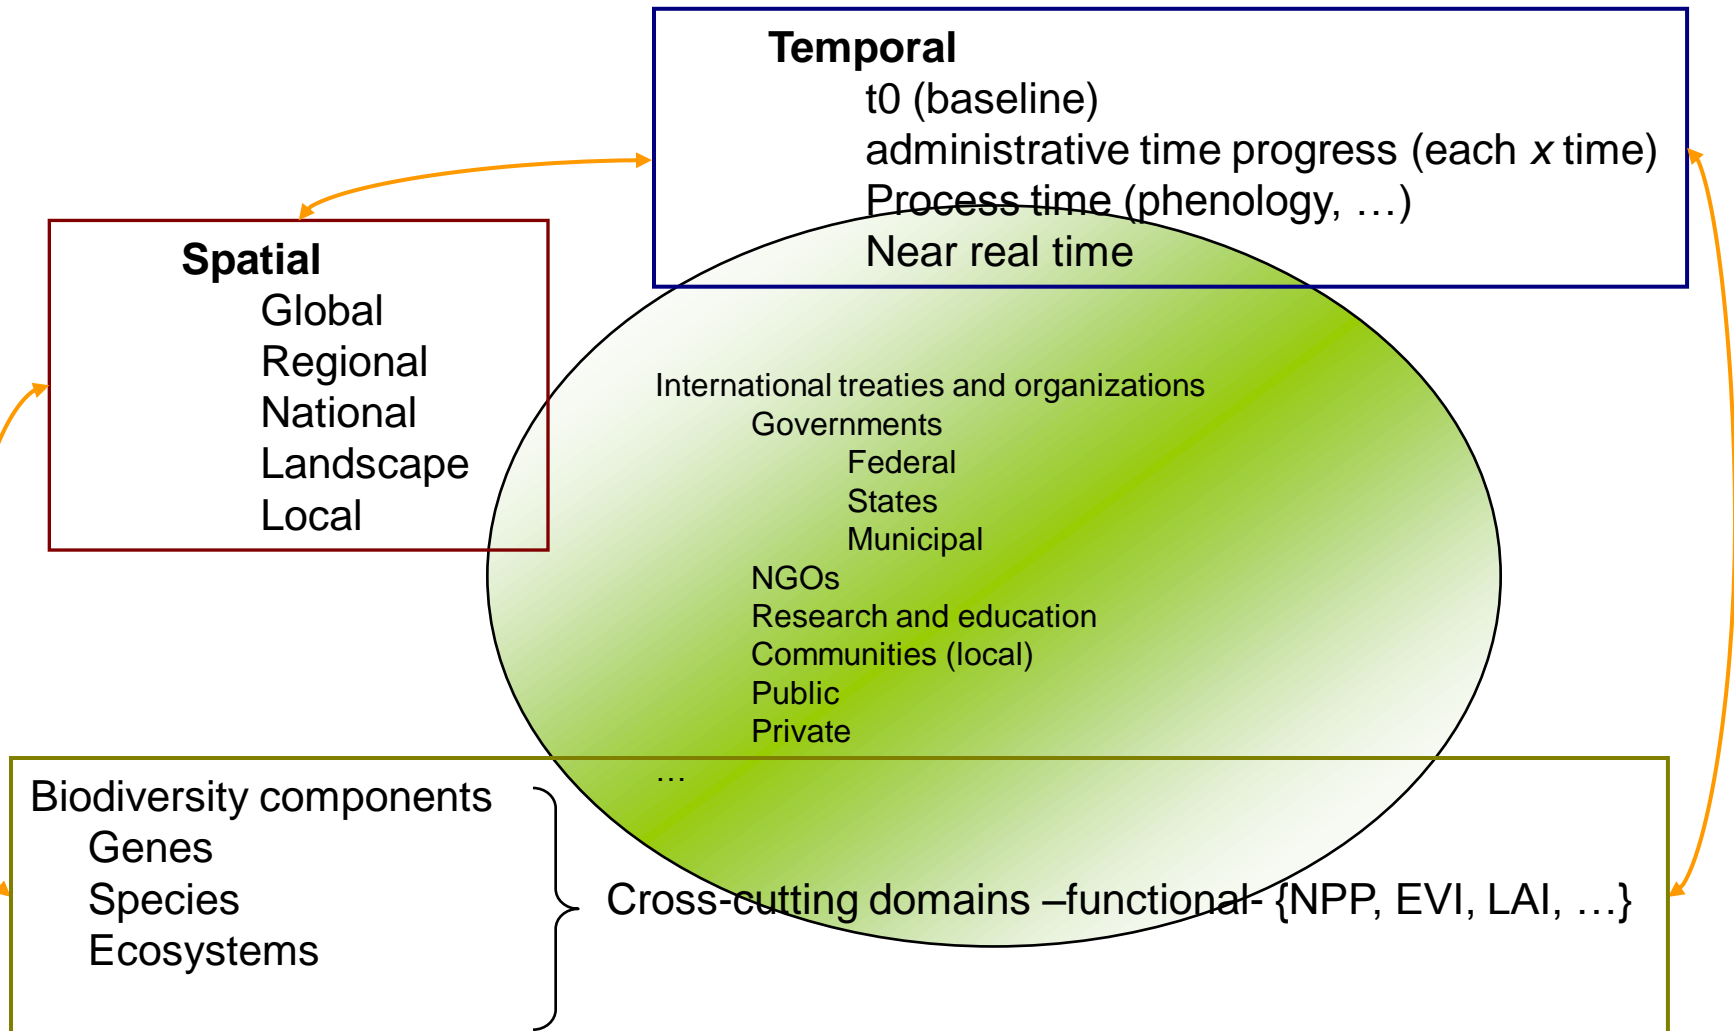 Temporal
t0 (baseline)
administrative time progress (each x time)
Process time (phenology, …)
Near real time
Spatial
Global
Regional
National
Landscape
Local
International treaties and organizations
Governments
Federal
States
Municipal
NGOs
Research and education
Communities (local)
Public
Private
…
Biodiversity components
Genes
Species
Ecosystems
Cross-cutting domains –functional- {NPP, EVI, LAI, …}